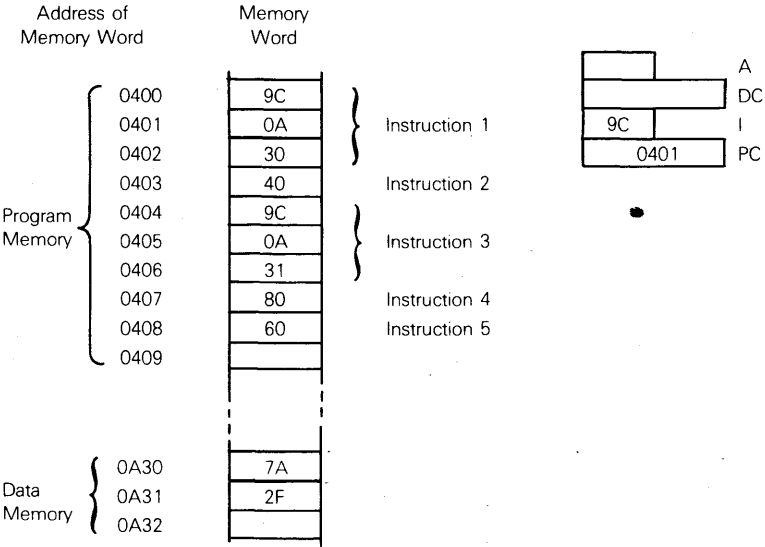 Address of Memory
Memory Word Word
A
DC
0400 9C
9C I
0401 0A Instruction 1
0401 PC
0402 30
0403 40 Instruction 2
0404 9C
Program 0405 0A Instruction 3
Memory
0406 31
0407 80 Instruction 4
0408 60 Instruction 5
0409
0A30 7A
Data 0A31 2F
Memory
0A32